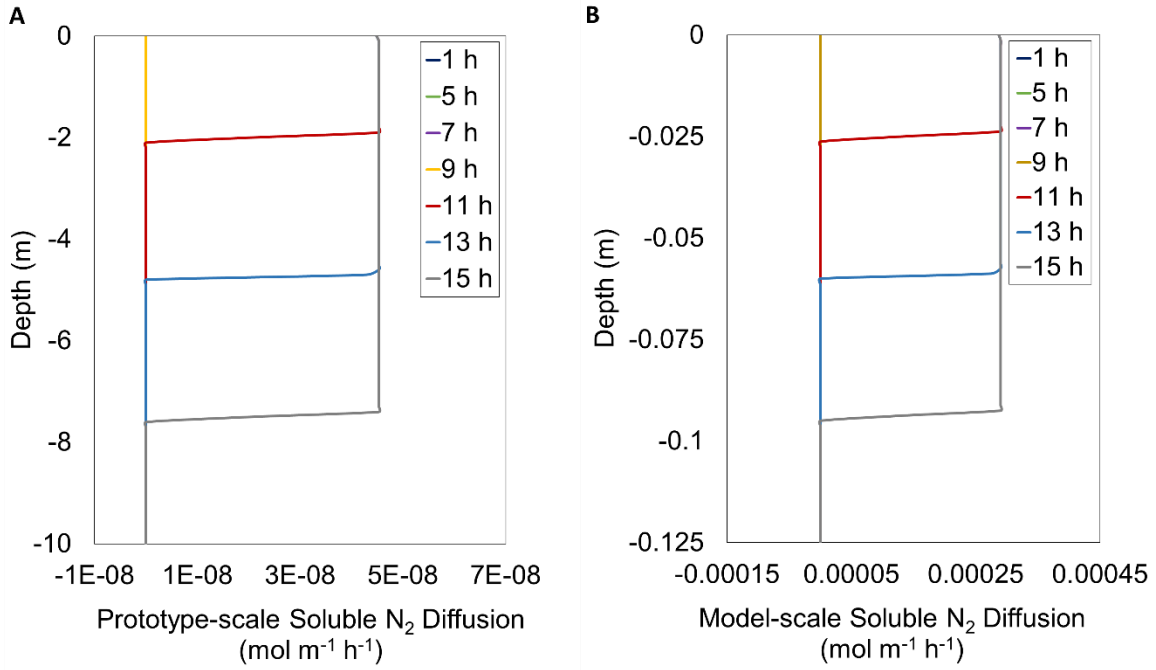 A
0
-2
-4
-6
-8
-10
Depth (m)
-1E-08 1E-08 3E-08 5E-08 7E-08
Prototype-scale Soluble N₂ Diffusion
(mol m⁻¹ h⁻¹)
1 h
5 h
7 h
9 h
11 h
13 h
15 h
B
0
-0.025
-0.05
-0.075
-0.1
-0.125
Depth (m)
-0.00015 0.00005 0.00025 0.00045
Model-scale Soluble N₂ Diffusion
(mol m⁻¹ h⁻¹)
1 h
5 h
7 h
9 h
11 h
13 h
15 h